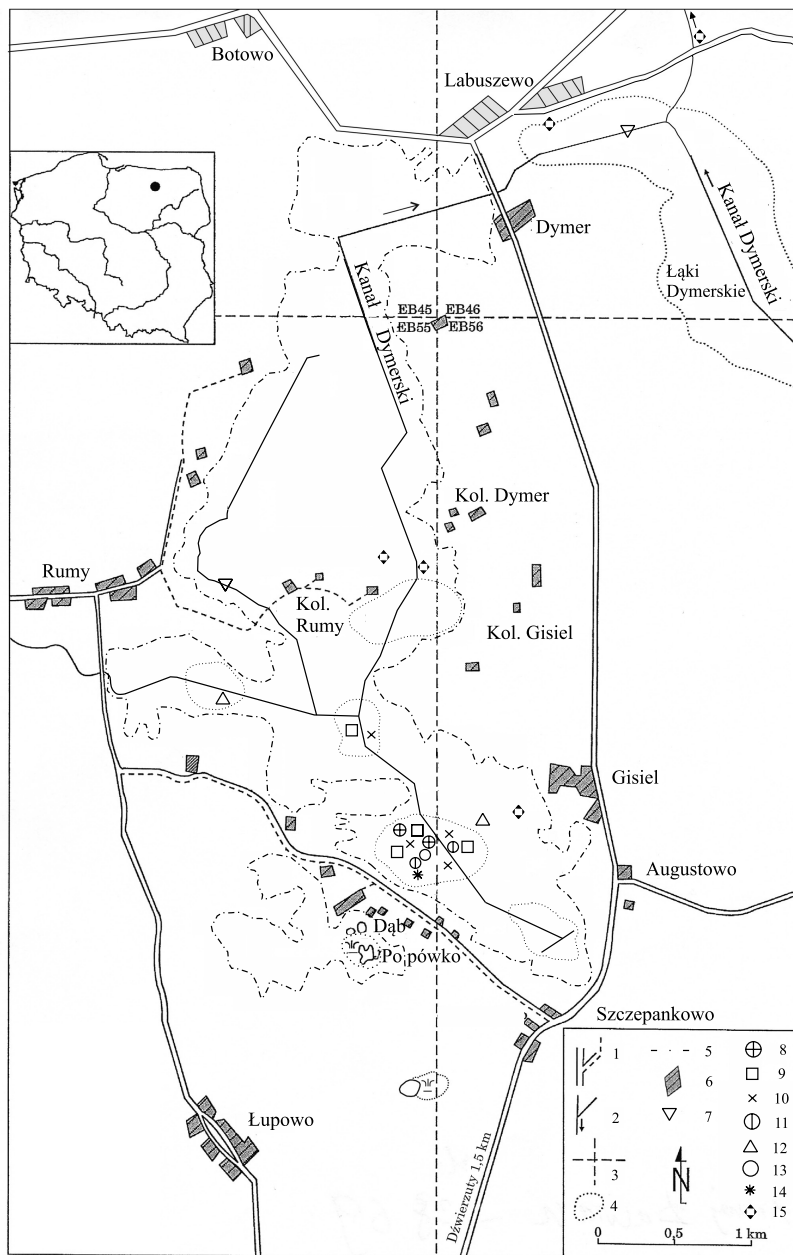 Botowo
Labuszewo
Dymer
Kanał Dymerski
Łąki
Dymerskie
Kanał
Dymerski
EB45 EB46
EB55 EB56
Kol. Dymer
Rumy
Kol.
Rumy
Kol. Gisiel
Gisiel
Augustowo
Dąb
Popówko
Szczepankowo
Łupowo
Dźwierzuty 1,5 km
1
2
3
4
5
6
7
N
8
9
10
11
12
13
14
15
0 0,5 1 km